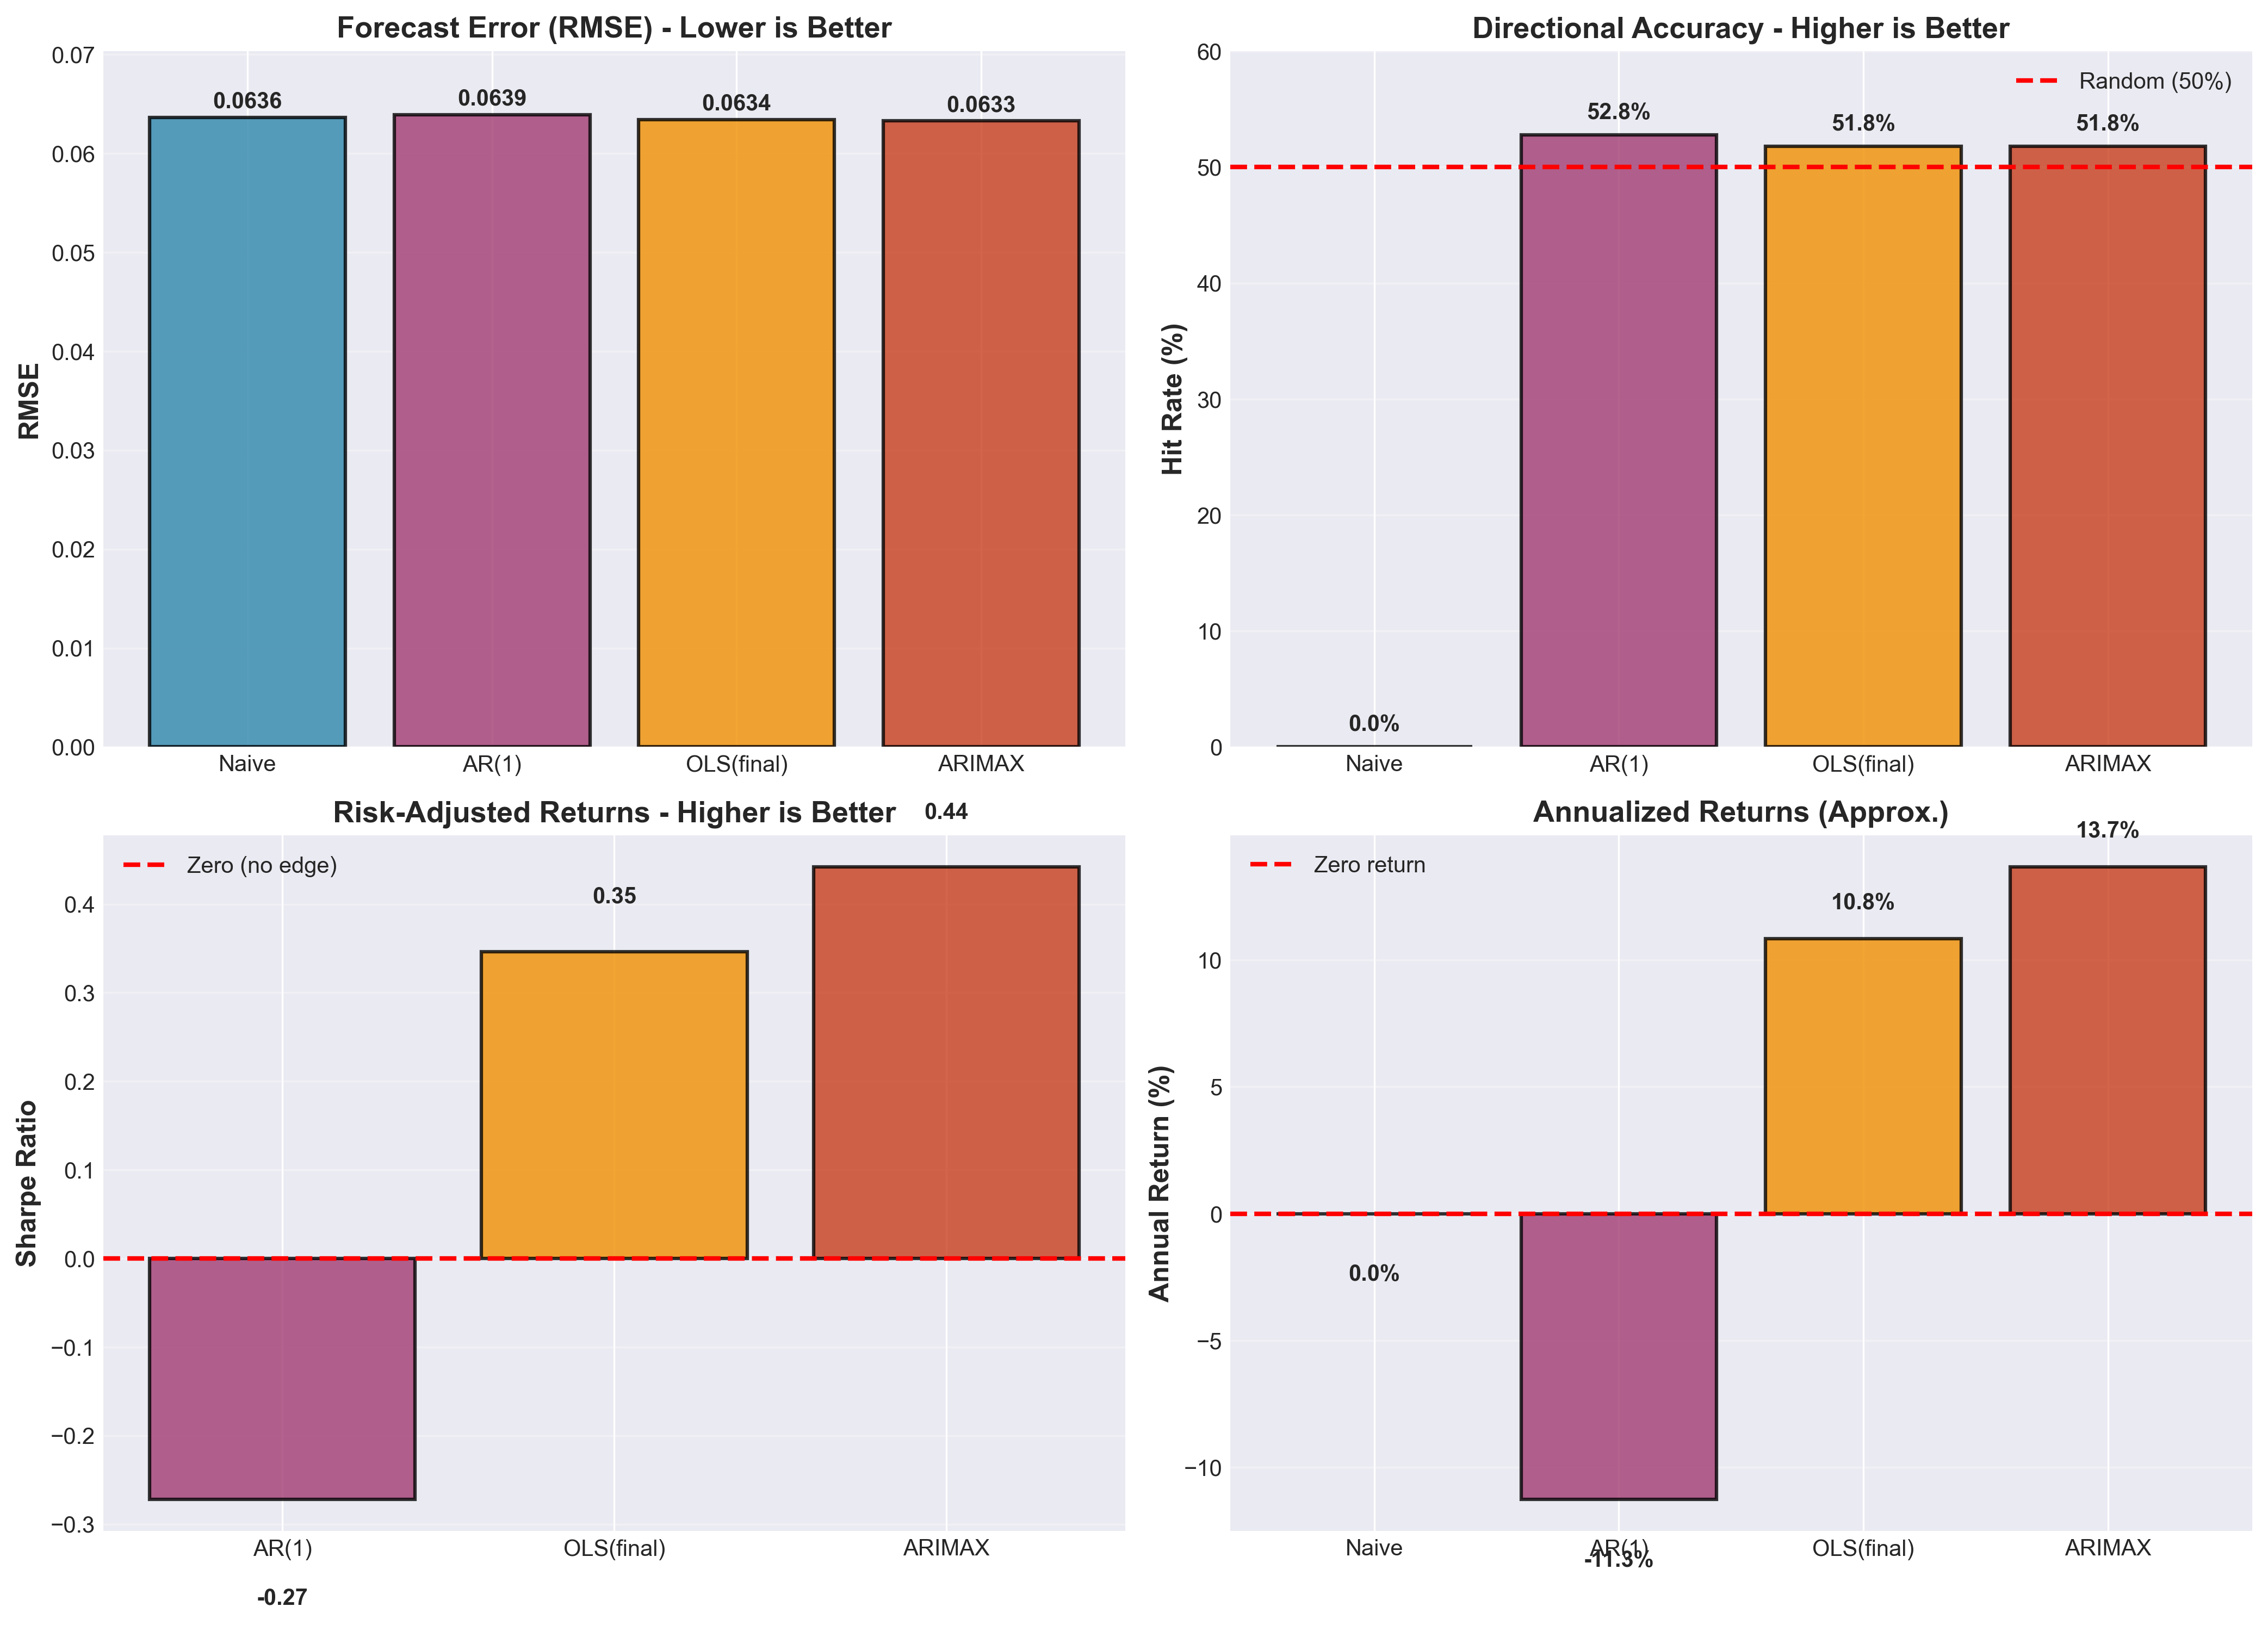 Forecast Error (RMSE) - Lower is Better
0.07
0.06
0.05
0.04
0.03
0.02
0.01
0.00
RMSE
0.0636
0.0639
0.0634
0.0633
Naive
AR(1)
OLS(final)
ARIMAX
Directional Accuracy - Higher is Better
60
50
40
30
20
10
0
Hit Rate (%)
Random (50%)
0.0%
52.8%
51.8%
51.8%
Naive
AR(1)
OLS(final)
ARIMAX
Risk-Adjusted Returns - Higher is Better
0.44
Zero (no edge)
0.4
0.3
0.2
0.1
0.0
−0.1
−0.2
−0.3
Sharpe Ratio
0.35
AR(1)
OLS(final)
ARIMAX
-0.27
Annualized Returns (Approx.)
13.7%
Zero return
10
5
0
−5
−10
Annual Return (%)
10.8%
0.0%
Naive
AR(1)
OLS(final)
ARIMAX
-11.3%